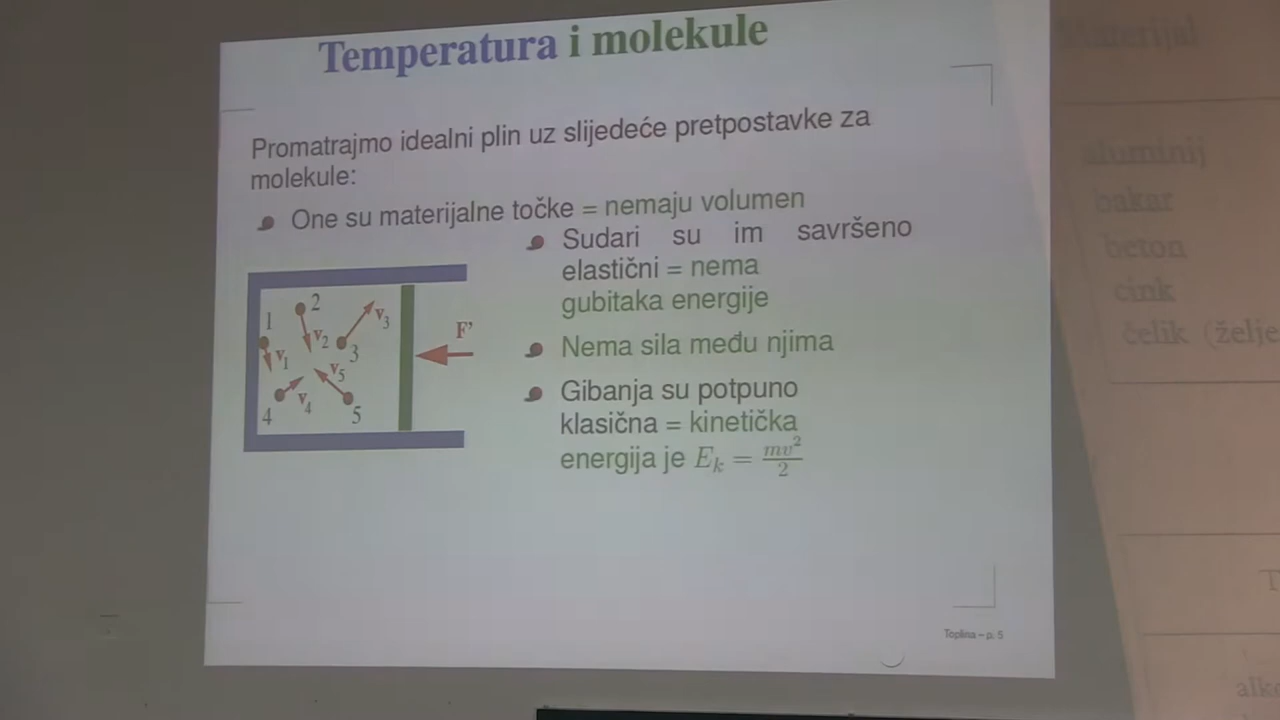 Temperatura i molekule
Promatrajmo idealni plin uz slijedeće pretpostavke za
molekule:
One su materijalne točke = nemaju volumen
Sudari su im savršeno
elastični = nema
gubitaka energije
Nema sila među njima
Gibanja su potpuno
klasična = kinetička
energija je E_k = mv²/2
1
2
v₃
v₂
3
v₁
v₅
v₄
4
5
F'
Toplina – p. 5
Materijal
aluminij
bakar
beton
cink
čelik (želje
T
alk